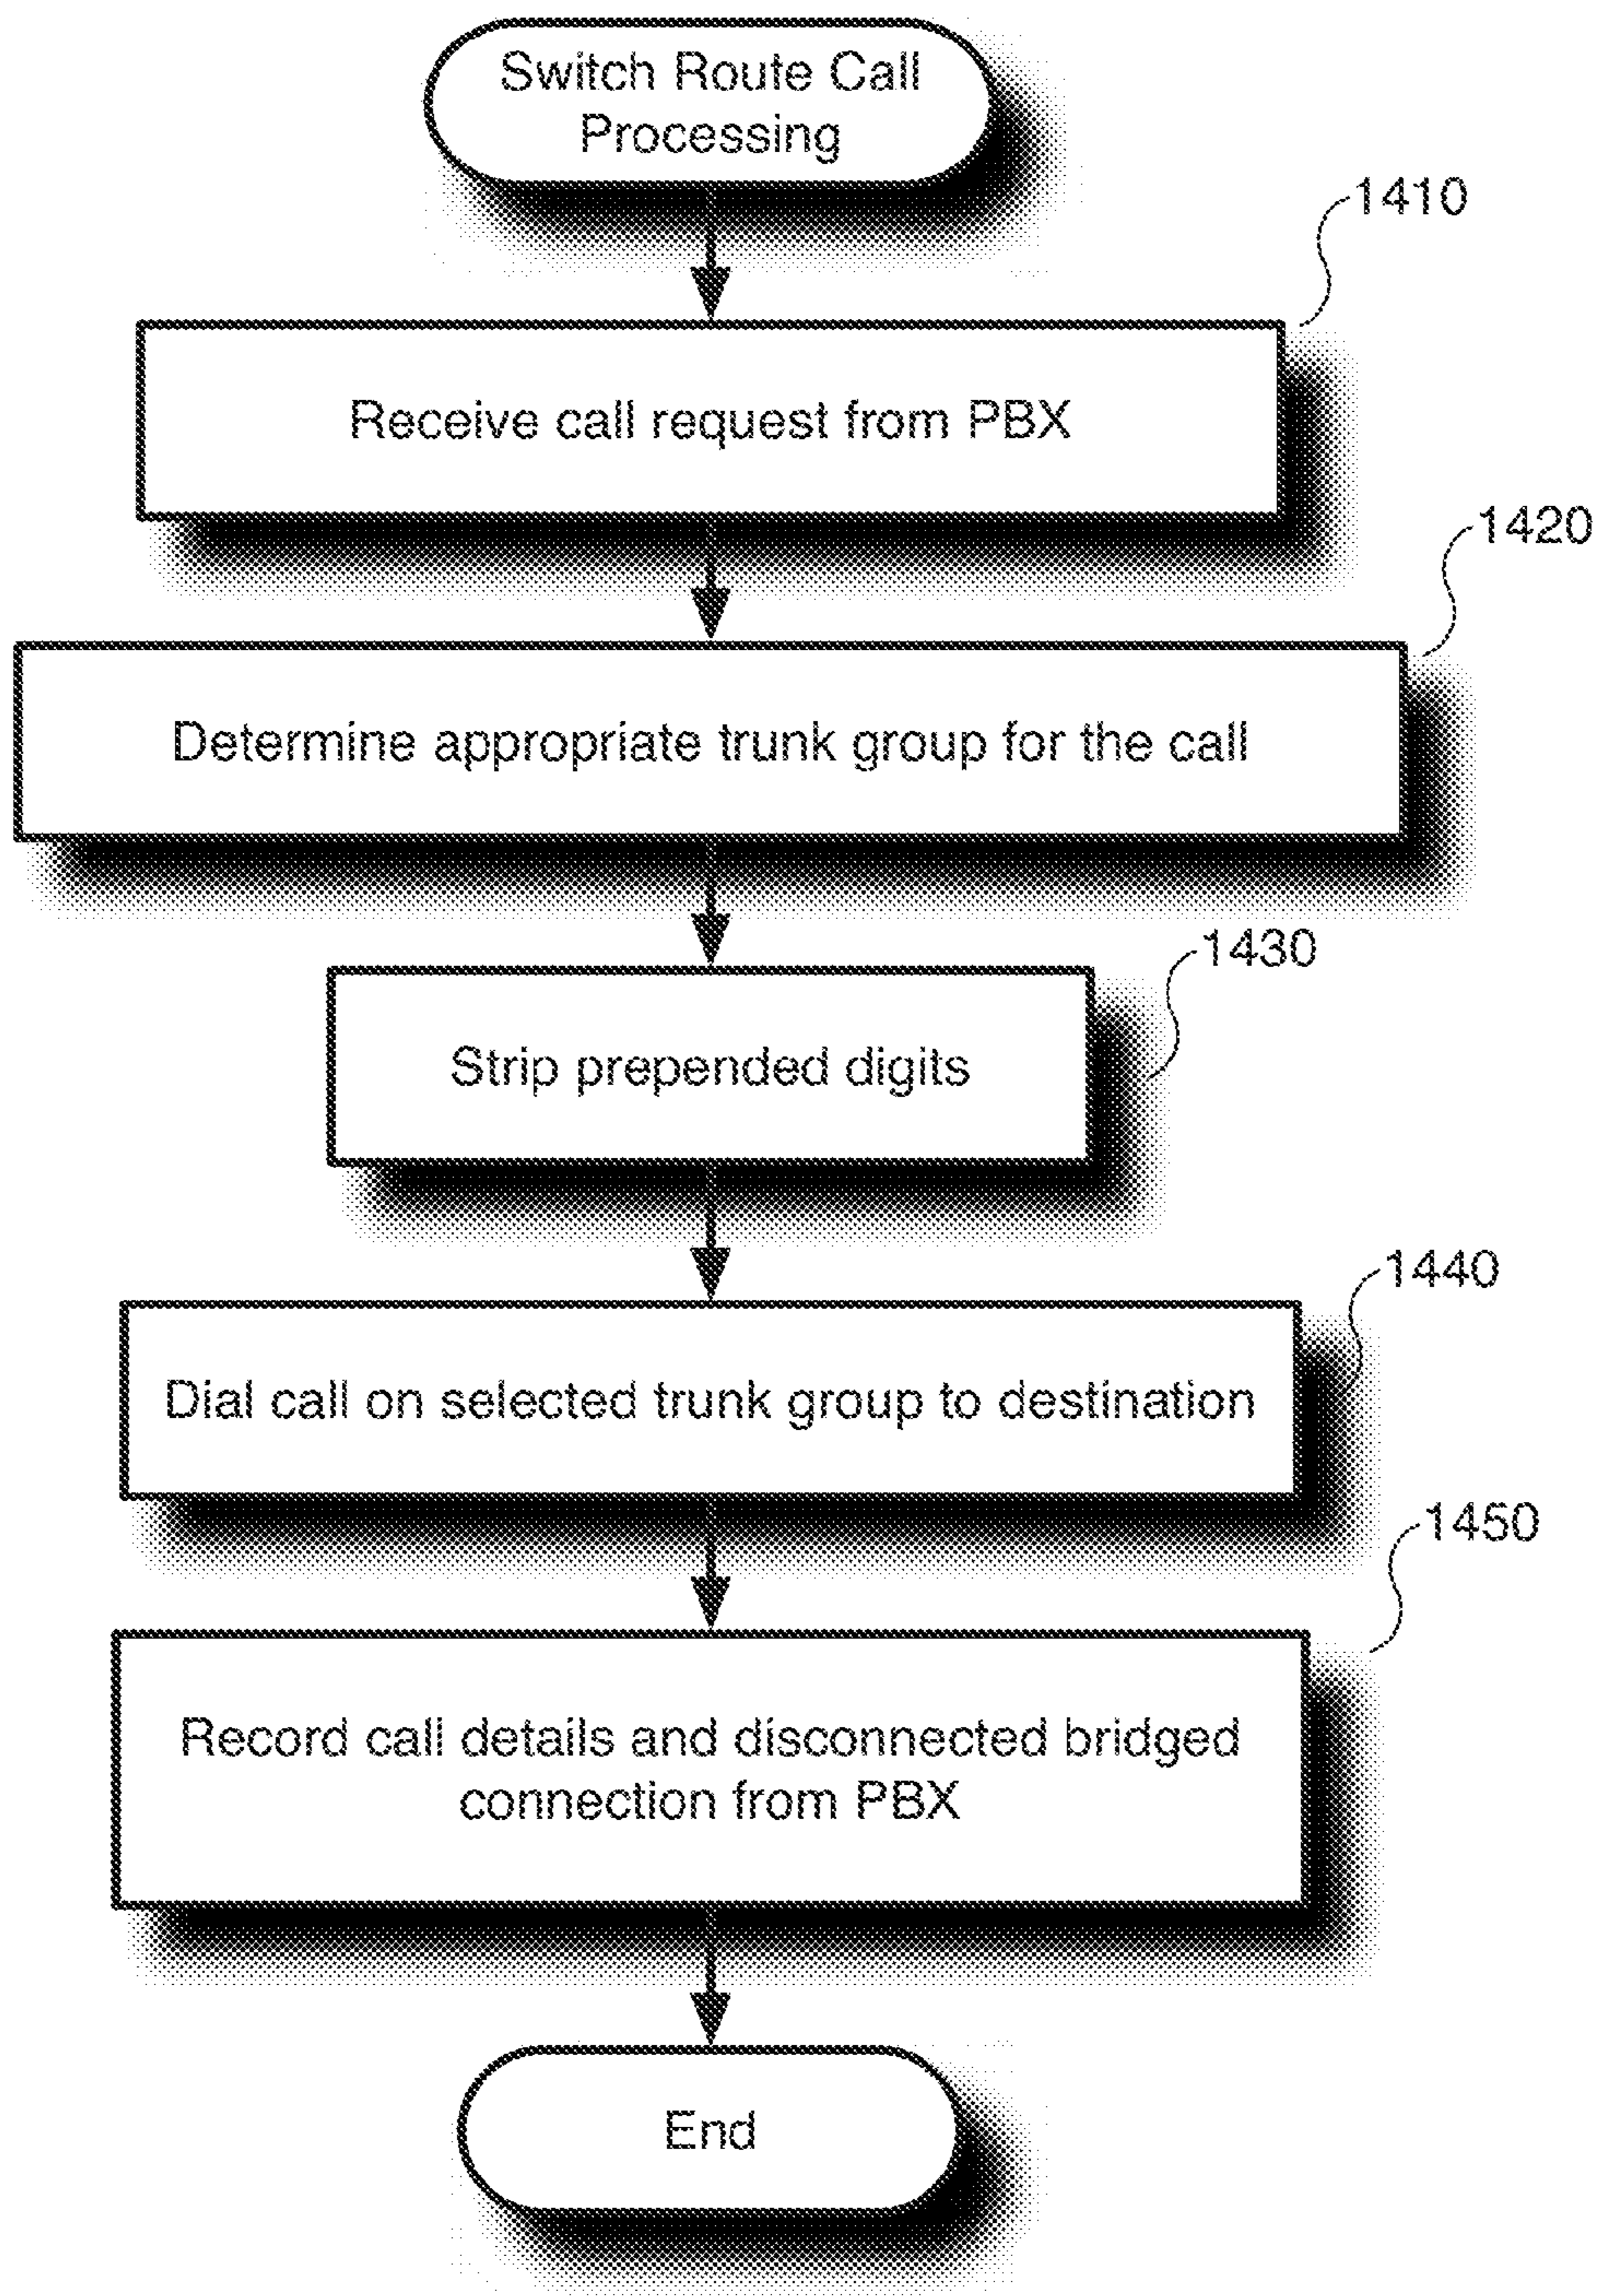 Switch Route Call
Processing
1410
Receive call request from PBX
1420
Determine appropriate trunk group for the call
1430
Strip prepended digits
1440
Dial call on selected trunk group to destination
1450
Record call details and disconnected bridged
connection from PBX
End